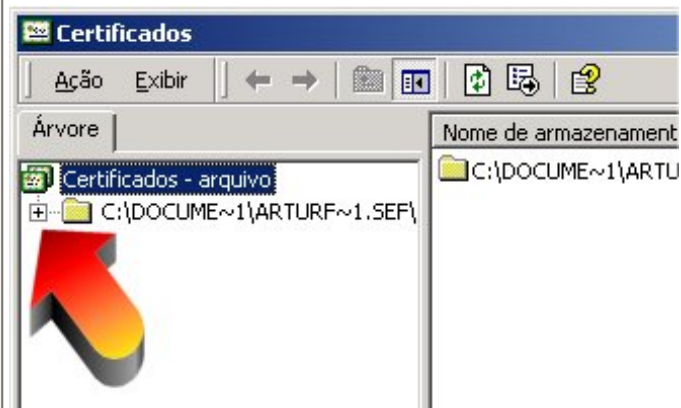 Certificados
Ação Exibir
Árvore
Nome de armazenament
Certificados - arquivo
C:\DOCUME~1\ARTU
C:\DOCUME~1\ARTURF~1.SEF\